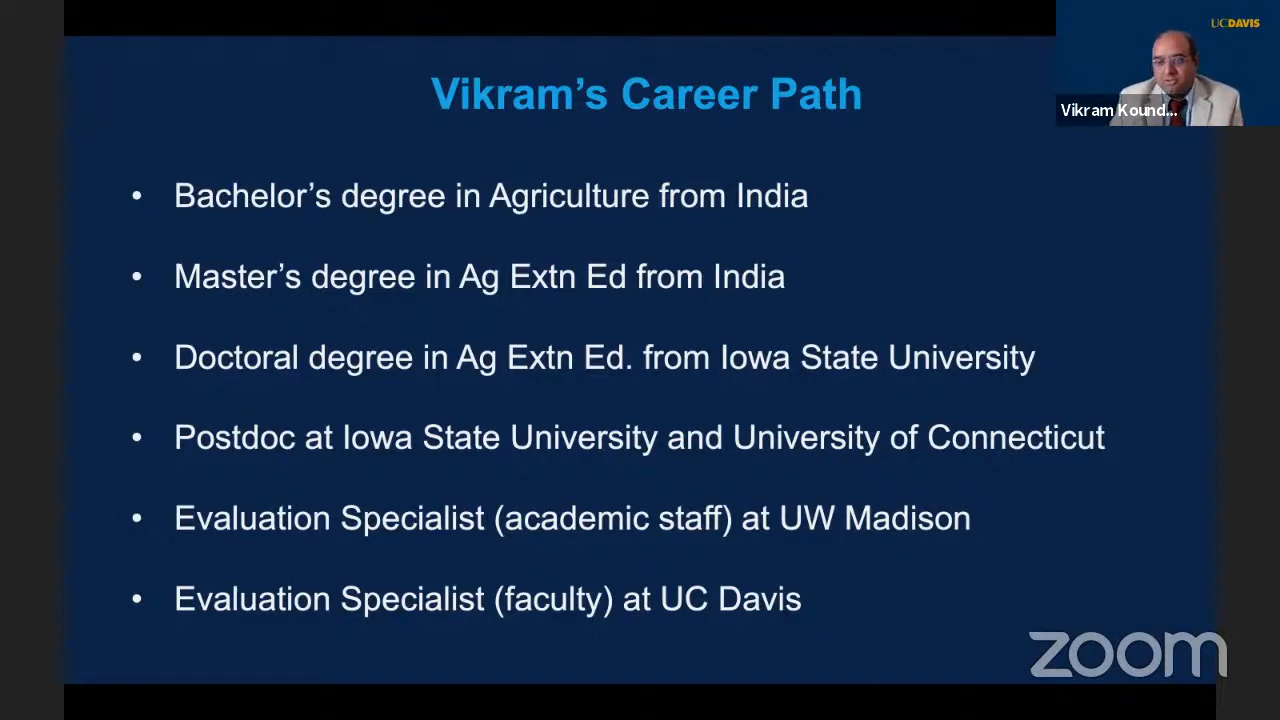 UCDAVIS
Vikram's Career Path
Vikram Kound...
• Bachelor's degree in Agriculture from India
• Master's degree in Ag Extn Ed from India
• Doctoral degree in Ag Extn Ed. from Iowa State University
• Postdoc at Iowa State University and University of Connecticut
• Evaluation Specialist (academic staff) at UW Madison
• Evaluation Specialist (faculty) at UC Davis
zoom